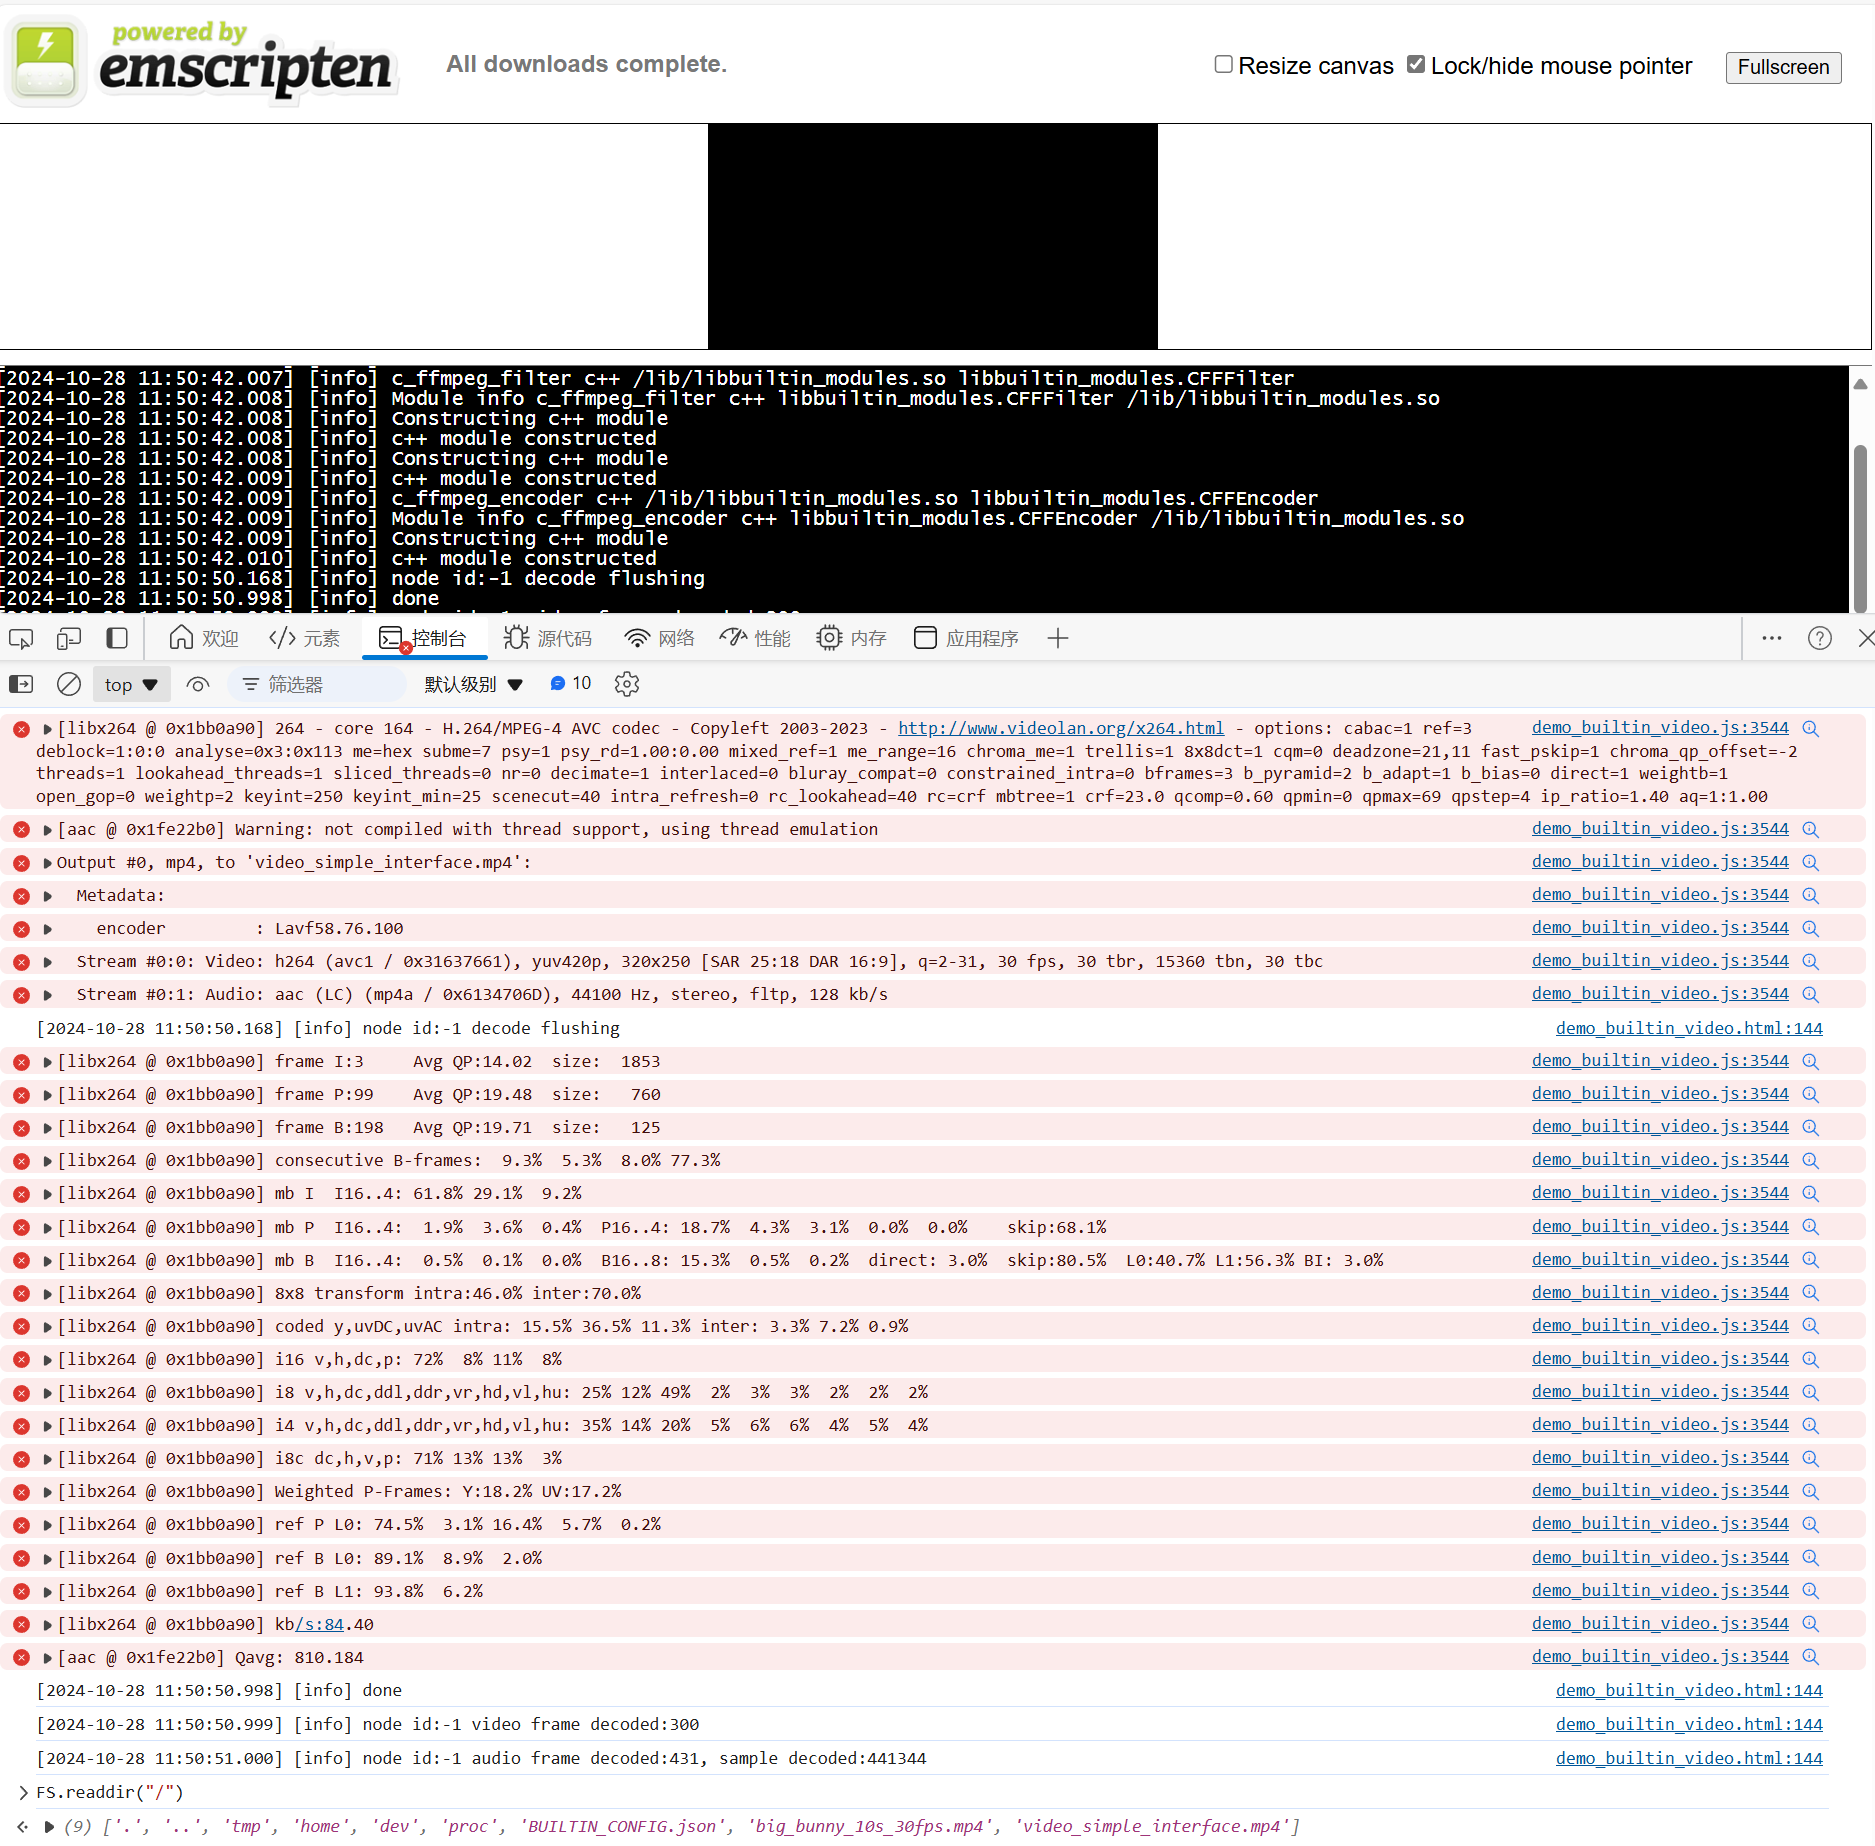 powered by
emscripten
All downloads complete.
Resize canvas
Lock/hide mouse pointer
Fullscreen
[2024-10-28 11:50:42.007] [info] c_ffmpeg_filter c++ /lib/libbuiltin_modules.so libbuiltin_modules.CFFFilter
[2024-10-28 11:50:42.008] [info] Module info c_ffmpeg_filter c++ libbuiltin_modules.CFFFilter /lib/libbuiltin_modules.so
[2024-10-28 11:50:42.008] [info] Constructing c++ module
[2024-10-28 11:50:42.008] [info] c++ module constructed
[2024-10-28 11:50:42.008] [info] Constructing c++ module
[2024-10-28 11:50:42.009] [info] c++ module constructed
[2024-10-28 11:50:42.009] [info] c_ffmpeg_encoder c++ /lib/libbuiltin_modules.so libbuiltin_modules.CFFEncoder
[2024-10-28 11:50:42.009] [info] Module info c_ffmpeg_encoder c++ libbuiltin_modules.CFFEncoder /lib/libbuiltin_modules.so
[2024-10-28 11:50:42.009] [info] Constructing c++ module
[2024-10-28 11:50:42.010] [info] c++ module constructed
[2024-10-28 11:50:50.168] [info] node id:-1 decode flushing
[2024-10-28 11:50:50.998] [info] done
欢迎 元素 控制台 源代码 网络 性能 内存 应用程序
top 筛选器 默认级别 10
[libx264 @ 0x1bb0a90] 264 - core 164 - H.264/MPEG-4 AVC codec - Copyleft 2003-2023 - http://www.videolan.org/x264.html - options: cabac=1 ref=3 demo_builtin_video.js:3544
deblock=1:0:0 analyse=0x3:0x113 me=hex subme=7 psy=1 psy_rd=1.00:0.00 mixed_ref=1 me_range=16 chroma_me=1 trellis=1 8x8dct=1 cqm=0 deadzone=21,11 fast_pskip=1 chroma_qp_offset=-2
threads=1 lookahead_threads=1 sliced_threads=0 nr=0 decimate=1 interlaced=0 bluray_compat=0 constrained_intra=0 bframes=3 b_pyramid=2 b_adapt=1 b_bias=0 direct=1 weightb=1
open_gop=0 weightp=2 keyint=250 keyint_min=25 scenecut=40 intra_refresh=0 rc_lookahead=40 rc=crf mbtree=1 crf=23.0 qcomp=0.60 qpmin=0 qpmax=69 qpstep=4 ip_ratio=1.40 aq=1:1.00
[aac @ 0x1fe22b0] Warning: not compiled with thread support, using thread emulation demo_builtin_video.js:3544
Output #0, mp4, to 'video_simple_interface.mp4': demo_builtin_video.js:3544
Metadata: demo_builtin_video.js:3544
encoder : Lavf58.76.100 demo_builtin_video.js:3544
Stream #0:0: Video: h264 (avc1 / 0x31637661), yuv420p, 320x250 [SAR 25:18 DAR 16:9], q=2-31, 30 fps, 30 tbr, 15360 tbn, 30 tbc demo_builtin_video.js:3544
Stream #0:1: Audio: aac (LC) (mp4a / 0x6134706D), 44100 Hz, stereo, fltp, 128 kb/s demo_builtin_video.js:3544
[2024-10-28 11:50:50.168] [info] node id:-1 decode flushing demo_builtin_video.html:144
[libx264 @ 0x1bb0a90] frame I:3 Avg QP:14.02 size: 1853 demo_builtin_video.js:3544
[libx264 @ 0x1bb0a90] frame P:99 Avg QP:19.48 size: 760 demo_builtin_video.js:3544
[libx264 @ 0x1bb0a90] frame B:198 Avg QP:19.71 size: 125 demo_builtin_video.js:3544
[libx264 @ 0x1bb0a90] consecutive B-frames: 9.3% 5.3% 8.0% 77.3% demo_builtin_video.js:3544
[libx264 @ 0x1bb0a90] mb I I16..4: 61.8% 29.1% 9.2% demo_builtin_video.js:3544
[libx264 @ 0x1bb0a90] mb P I16..4: 1.9% 3.6% 0.4% P16..4: 18.7% 4.3% 3.1% 0.0% 0.0% skip:68.1% demo_builtin_video.js:3544
[libx264 @ 0x1bb0a90] mb B I16..4: 0.5% 0.1% 0.0% B16..8: 15.3% 0.5% 0.2% direct: 3.0% skip:80.5% L0:40.7% L1:56.3% BI: 3.0% demo_builtin_video.js:3544
[libx264 @ 0x1bb0a90] 8x8 transform intra:46.0% inter:70.0% demo_builtin_video.js:3544
[libx264 @ 0x1bb0a90] coded y,uvDC,uvAC intra: 15.5% 36.5% 11.3% inter: 3.3% 7.2% 0.9% demo_builtin_video.js:3544
[libx264 @ 0x1bb0a90] i16 v,h,dc,p: 72% 8% 11% 8% demo_builtin_video.js:3544
[libx264 @ 0x1bb0a90] i8 v,h,dc,ddl,ddr,vr,hd,vl,hu: 25% 12% 49% 2% 3% 3% 2% 2% 2% demo_builtin_video.js:3544
[libx264 @ 0x1bb0a90] i4 v,h,dc,ddl,ddr,vr,hd,vl,hu: 35% 14% 20% 5% 6% 6% 4% 5% 4% demo_builtin_video.js:3544
[libx264 @ 0x1bb0a90] i8c dc,h,v,p: 71% 13% 13% 3% demo_builtin_video.js:3544
[libx264 @ 0x1bb0a90] Weighted P-Frames: Y:18.2% UV:17.2% demo_builtin_video.js:3544
[libx264 @ 0x1bb0a90] ref P L0: 74.5% 3.1% 16.4% 5.7% 0.2% demo_builtin_video.js:3544
[libx264 @ 0x1bb0a90] ref B L0: 89.1% 8.9% 2.0% demo_builtin_video.js:3544
[libx264 @ 0x1bb0a90] ref B L1: 93.8% 6.2% demo_builtin_video.js:3544
[libx264 @ 0x1bb0a90] kb/s:84.40 demo_builtin_video.js:3544
[aac @ 0x1fe22b0] Qavg: 810.184 demo_builtin_video.js:3544
[2024-10-28 11:50:50.998] [info] done demo_builtin_video.html:144
[2024-10-28 11:50:50.999] [info] node id:-1 video frame decoded:300 demo_builtin_video.html:144
[2024-10-28 11:50:51.000] [info] node id:-1 audio frame decoded:431, sample decoded:441344 demo_builtin_video.html:144
FS.readdir("/")
(9) ['.', '..', 'tmp', 'home', 'dev', 'proc', 'BUILTIN_CONFIG.json', 'big_bunny_10s_30fps.mp4', 'video_simple_interface.mp4']